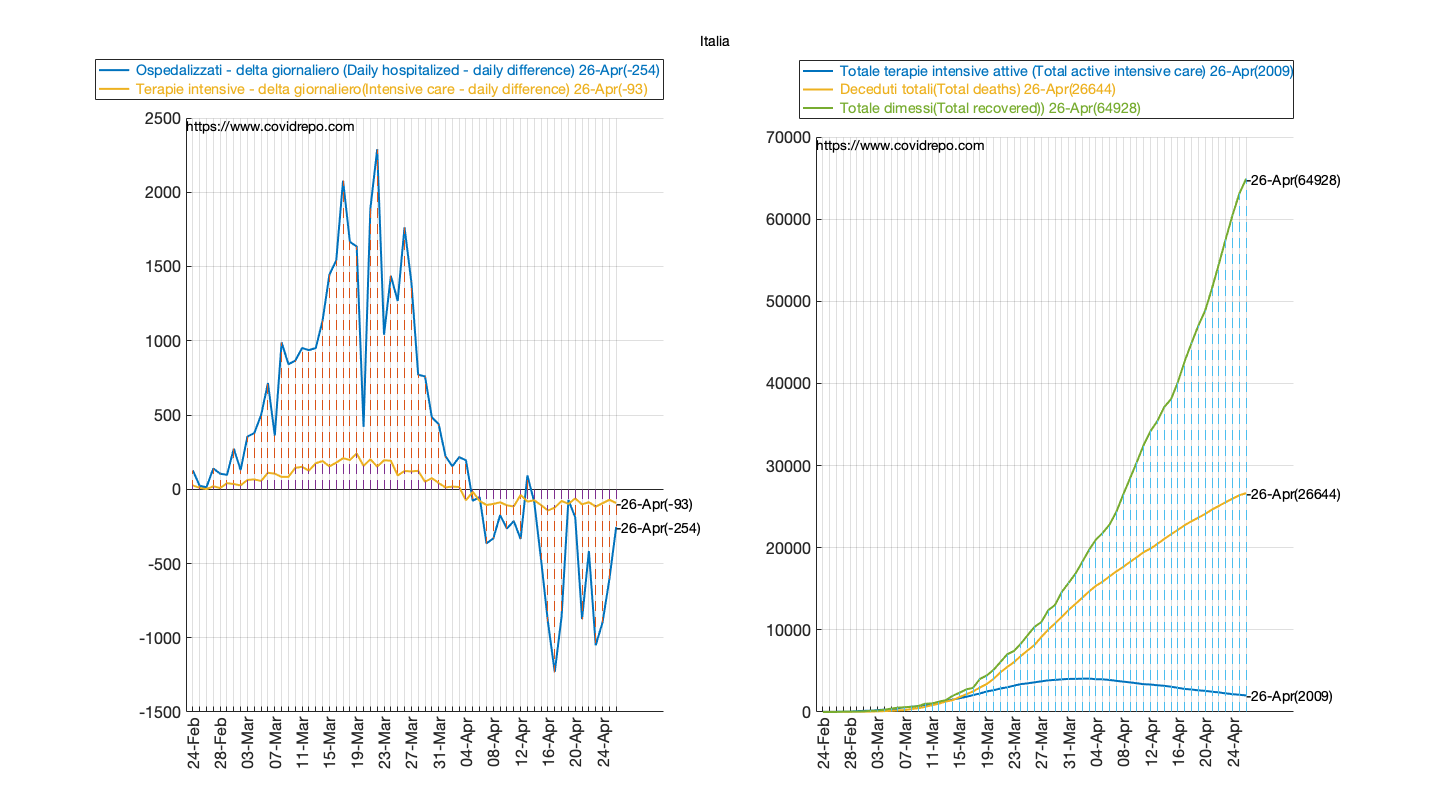 Italia
Ospedalizzati - delta giornaliero (Daily hospitalized - daily difference) 26-Apr(-254)
Terapie intensive - delta giornaliero(Intensive care - daily difference) 26-Apr(-93)
https://www.covidrepo.com
2500
2000
1500
1000
500
0
-500
-1000
-1500
-26-Apr(-93)
-26-Apr(-254)
24-Feb
28-Feb
03-Mar
07-Mar
11-Mar
15-Mar
19-Mar
23-Mar
27-Mar
31-Mar
04-Apr
08-Apr
12-Apr
16-Apr
20-Apr
24-Apr
Totale terapie intensive attive (Total active intensive care) 26-Apr(2009)
Deceduti totali(Total deaths) 26-Apr(26644)
Totale dimessi(Total recovered)) 26-Apr(64928)
https://www.covidrepo.com
70000
60000
50000
40000
30000
20000
10000
0
-26-Apr(64928)
-26-Apr(26644)
-26-Apr(2009)
24-Feb
28-Feb
03-Mar
07-Mar
11-Mar
15-Mar
19-Mar
23-Mar
27-Mar
31-Mar
04-Apr
08-Apr
12-Apr
16-Apr
20-Apr
24-Apr